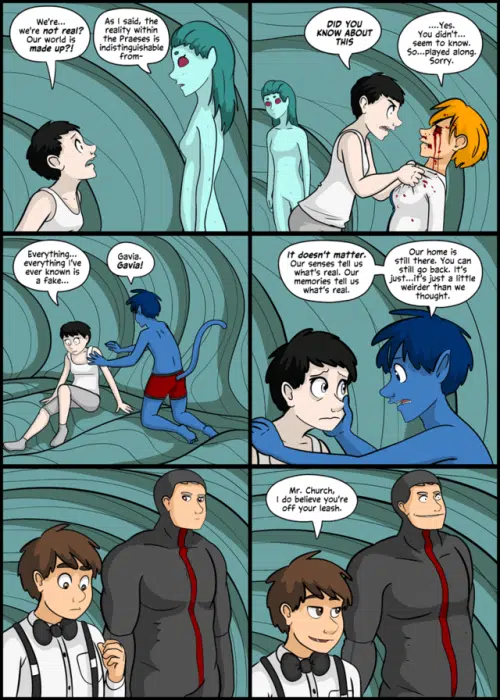 We're...
we're not real?
Our world is
made up?!
As I said, the
reality within
the Praeses is
indistinguishable
from-
DID YOU
KNOW ABOUT
THIS
....Yes.
You didn't...
seem to know.
So...played along.
Sorry.
Everything...
everything I've
ever known is
a fake...
Gavia.
Gavia!
It doesn't matter.
Our senses tell us
what's real. Our
memories tell us
what's real.
Our home is
still there. You can
still go back. It's
just...it's just a little
weirder than we
thought.
Mr. Church,
I do believe you're
off your leash.